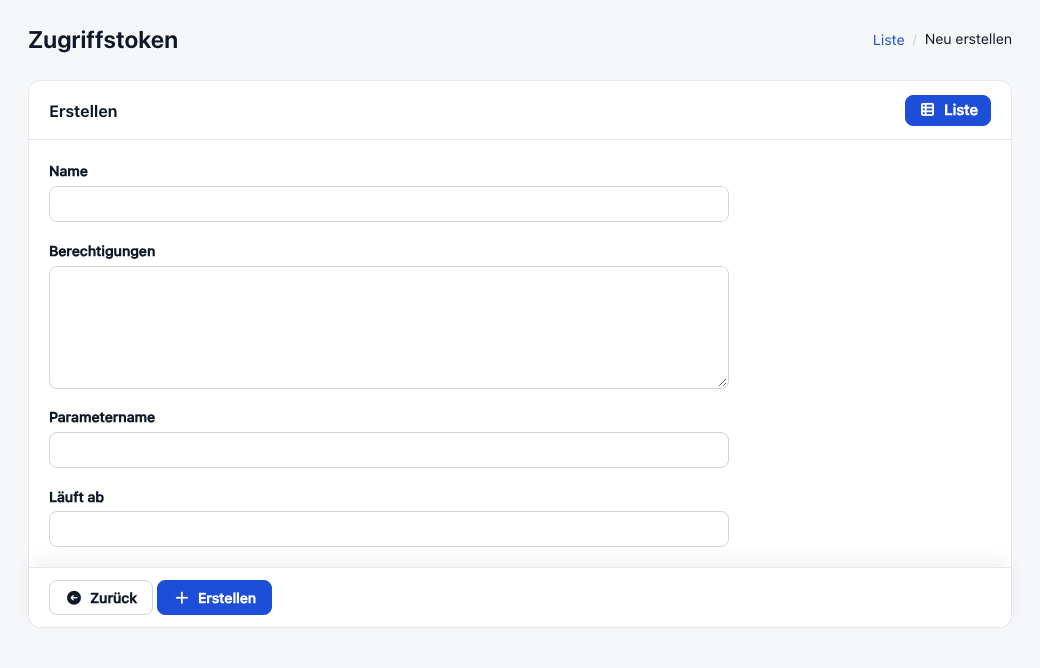 Zugriffstoken
Liste / Neu erstellen
Erstellen
Liste
Name
Berechtigungen
Parametername
Läuft ab
Zurück
Erstellen